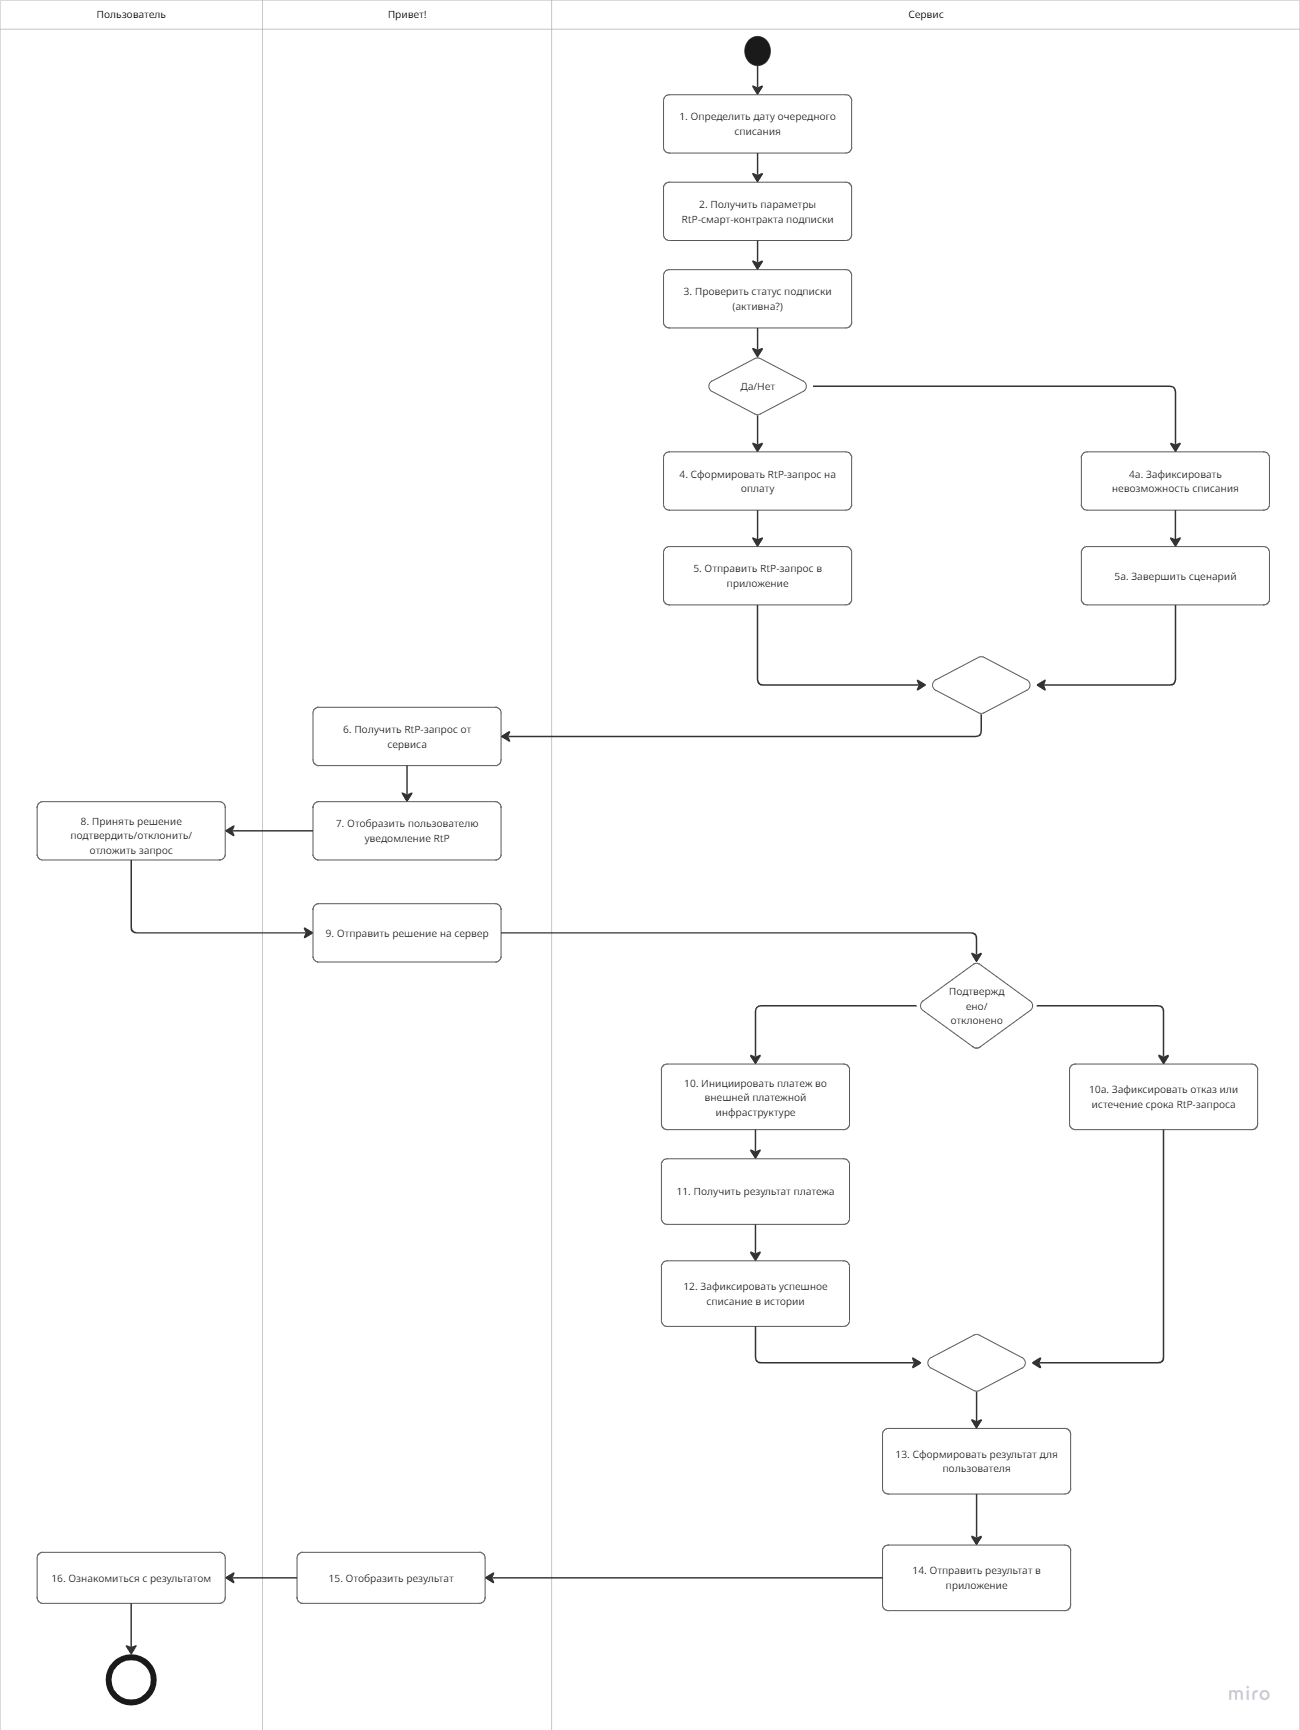 Пользователь
Привет!
Сервис
1. Определить дату очередного
списания
2. Получить параметры
RtP-смарт-контракта подписки
3. Проверить статус подписки
(активна?)
Да/Нет
4. Сформировать RtP-запрос на
оплату
4а. Зафиксировать
невозможность списания
5. Отправить RtP-запрос в
приложение
5а. Завершить сценарий
6. Получить RtP-запрос от
сервиса
7. Отобразить пользователю
уведомление RtP
8. Принять решение
подтвердить/отклонить/
отложить запрос
9. Отправить решение на сервер
Подтвержд
ено/
отклонено
10. Инициировать платеж во
внешней платежной
инфраструктуре
10а. Зафиксировать отказ или
истечение срока RtP-запроса
11. Получить результат платежа
12. Зафиксировать успешное
списание в истории
13. Сформировать результат для
пользователя
14. Отправить результат в
приложение
15. Отобразить результат
16. Ознакомиться с результатом
miro